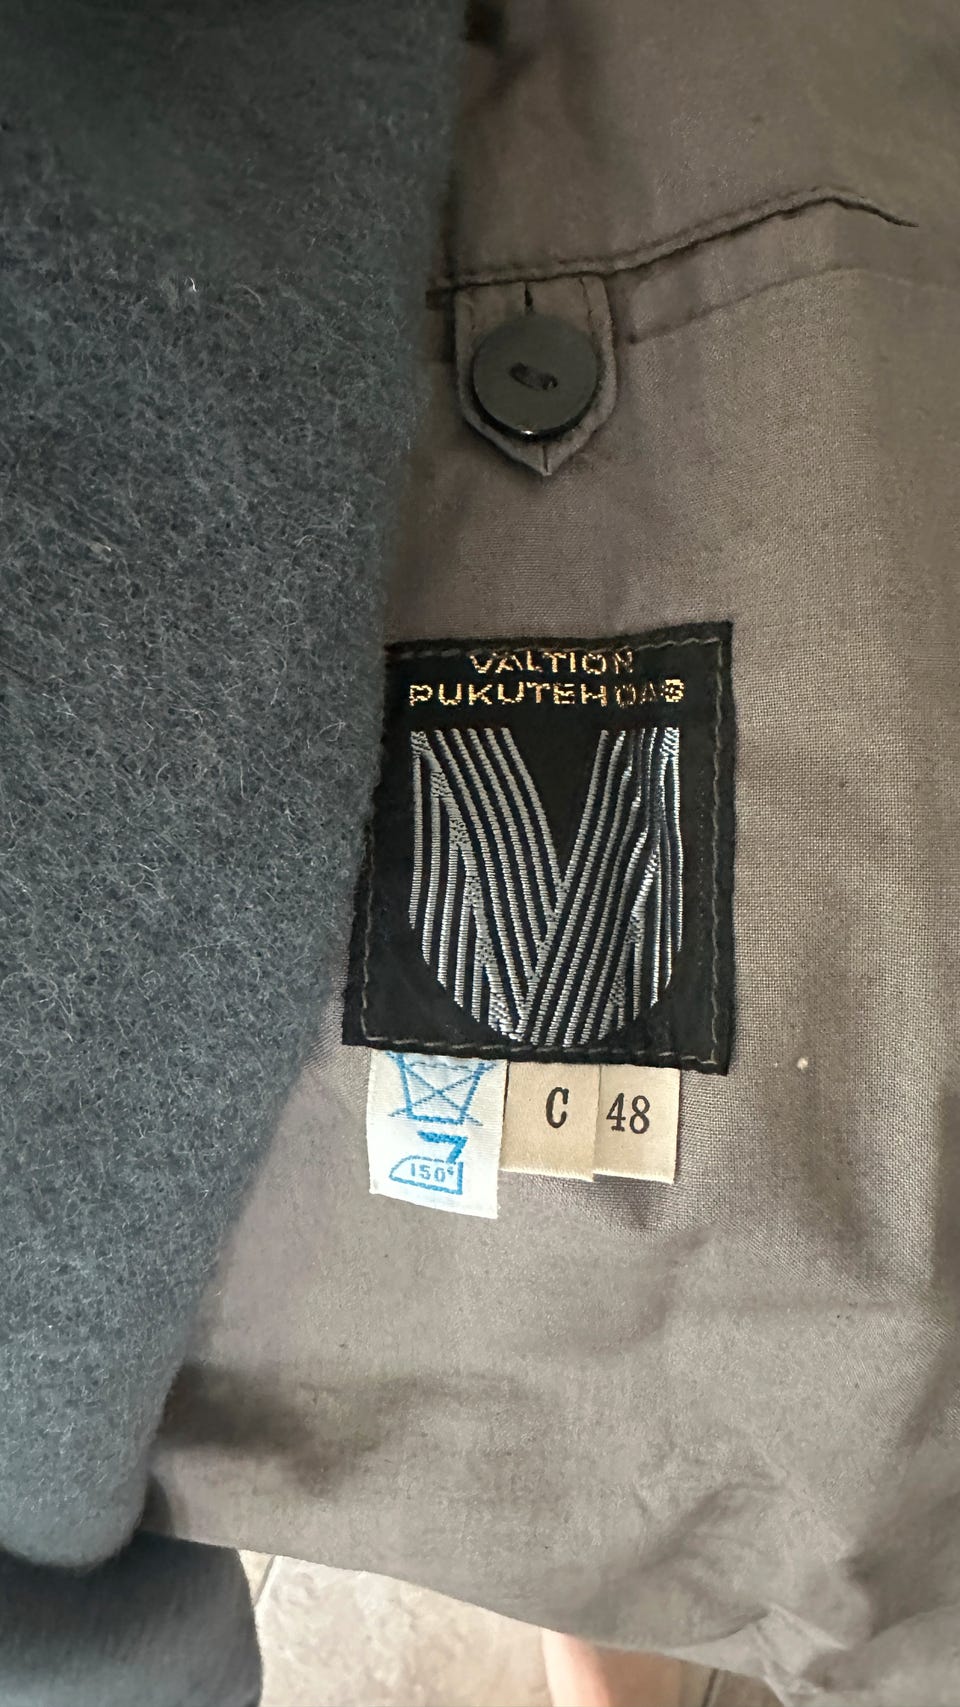 VALTION
PUKUTEHDAS
C 48
150°